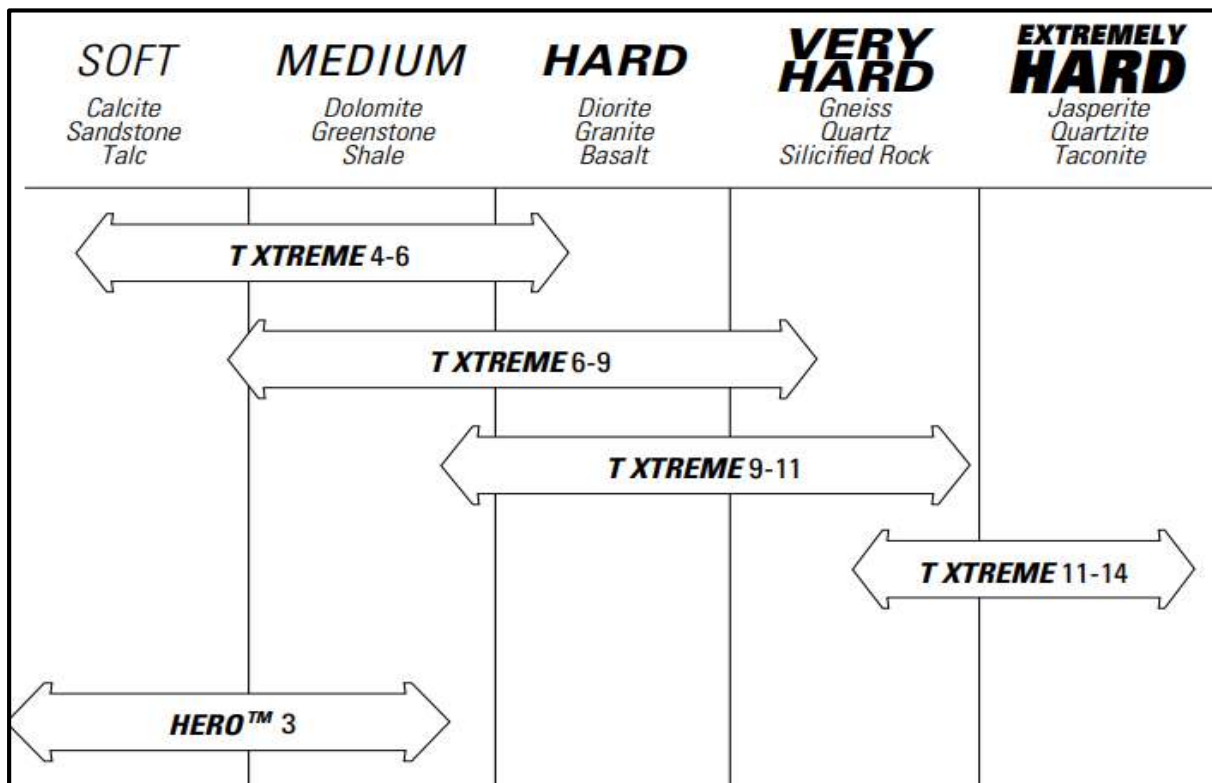 SOFT
Calcite
Sandstone
Talc
MEDIUM
Dolomite
Greenstone
Shale
HARD
Diorite
Granite
Basalt
VERY
HARD
Gneiss
Quartz
Silicified Rock
EXTREMELY
HARD
Jasperite
Quartzite
Taconite
T XTREME 4-6
T XTREME 6-9
T XTREME 9-11
T XTREME 11-14
HERO™ 3